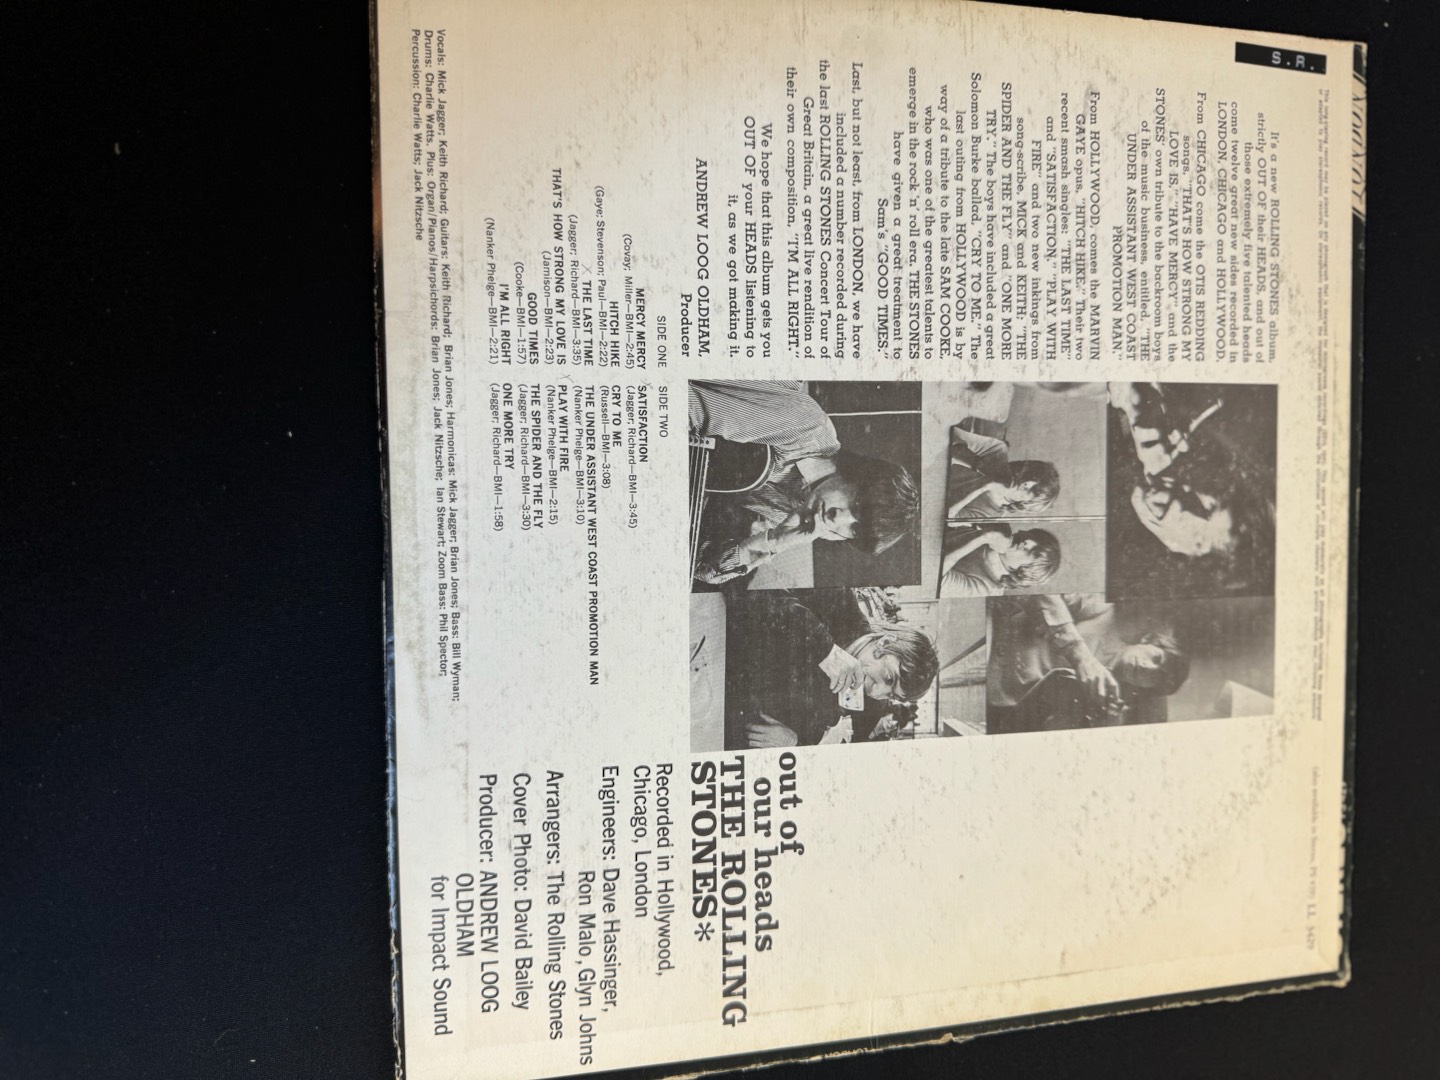 S.R.
It's a new ROLLING STONES album,
strictly OUT OF their HEADS, and out of
those extremely five talented heads
come twelve great new sides recorded in
LONDON, CHICAGO and HOLLYWOOD.
From CHICAGO come the OTIS REDDING
songs, "THAT'S HOW STRONG MY
LOVE IS," "HAVE MERCY", and the
STONES' own tribute to the backroom boys
of the music business, entitled, "THE
UNDER ASSISTANT WEST COAST
PROMOTION MAN."
From HOLLYWOOD, comes the MARVIN
GAYE opus, "HITCH HIKE." Their two
recent smash singles: "THE LAST TIME"
and "SATISFACTION," "PLAY WITH
FIRE" and two new inkings from
song-scribe, MICK and KEITH: "THE
SPIDER AND THE FLY" and "ONE MORE
TRY." The boys have included a great
Solomon Burke ballad, "CRY TO ME." The
last outing from HOLLYWOOD is by
way of a tribute to the late SAM COOKE,
who was one of the greatest talents to
emerge in the rock 'n' roll era. THE STONES
have given a great treatment to
Sam's "GOOD TIMES."
Last, but not least, from LONDON, we have
included a number recorded during
the last ROLLING STONES Concert Tour of
Great Britain, a great live rendition of
their own composition, "I'M ALL RIGHT."
We hope that this album gets you
OUT OF your HEADS listening to
it, as we got making it.
ANDREW LOOG OLDHAM,
Producer
SIDE ONE
MERCY MERCY
(Covay; Miller—BMI—2:45)
HITCH HIKE
(Gaye; Stevenson; Paul—BMI—2:22)
THE LAST TIME
(Jagger; Richard—BMI—3:35)
THAT'S HOW STRONG MY LOVE IS
(Jamison—BMI—2:23)
GOOD TIMES
(Cooke—BMI—1:57)
I'M ALL RIGHT
(Nanker Phelge—BMI—2:21)
SIDE TWO
SATISFACTION
(Jagger; Richard—BMI—3:45)
CRY TO ME
(Russell—BMI—3:08)
THE UNDER ASSISTANT WEST COAST PROMOTION MAN
(Nanker Phelge—BMI—3:10)
PLAY WITH FIRE
(Nanker Phelge—BMI—2:15)
THE SPIDER AND THE FLY
(Jagger; Richard—BMI—3:30)
ONE MORE TRY
(Jagger; Richard—BMI—1:58)
out of
our heads
THE ROLLING
STONES*
Recorded in Hollywood,
Chicago, London
Engineers: Dave Hassinger,
Ron Malo, Glyn Johns
Arrangers: The Rolling Stones
Cover Photo: David Bailey
Producer: ANDREW LOOG
OLDHAM
for Impact Sound
Vocals: Mick Jagger; Keith Richard; Guitars: Keith Richard; Brian Jones; Harmonicas: Mick Jagger; Brian Jones; Bass: Bill Wyman;
Drums: Charlie Watts. Plus: Organ/Pianos/Harpsichords: Brian Jones; Jack Nitzsche; Ian Stewart; Zoom Bass: Phil Spector;
Percussion: Charlie Watts; Jack Nitzsche